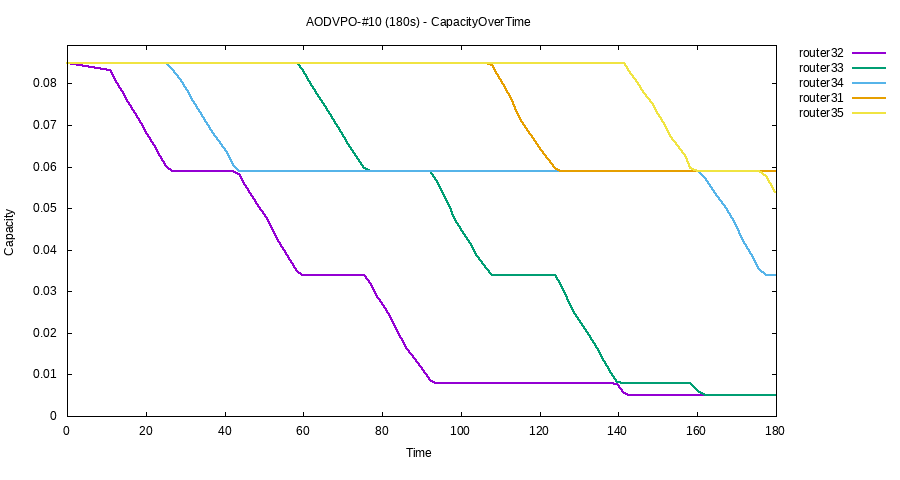 AODVPO-#10 (180s) - CapacityOverTime
router32
router33
router34
router31
router35
0.08
0.07
0.06
0.05
0.04
0.03
0.02
0.01
0
Capacity
0 20 40 60 80 100 120 140 160 180
Time